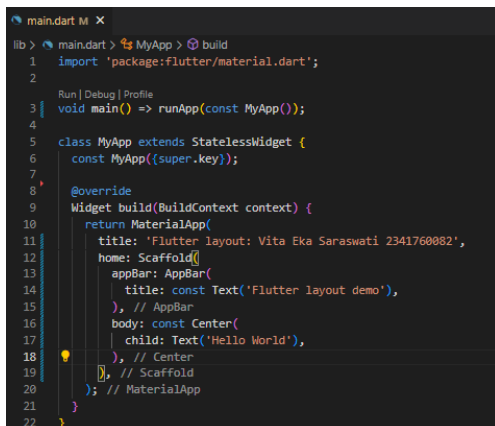 main.dart M X
lib > main.dart > MyApp > build
1 import 'package:flutter/material.dart';
2
Run | Debug | Profile
3 void main() => runApp(const MyApp());
4
5 class MyApp extends StatelessWidget {
6 const MyApp({super.key});
7
8 @override
9 Widget build(BuildContext context) {
10 return MaterialApp(
11 title: 'Flutter layout: Vita Eka Saraswati 2341760082',
12 home: Scaffold(
13 appBar: AppBar(
14 title: const Text('Flutter layout demo'),
15 ), // AppBar
16 body: const Center(
17 child: Text('Hello World'),
18 ), // Center
19 ), // Scaffold
20 ); // MaterialApp
21 }
22 }